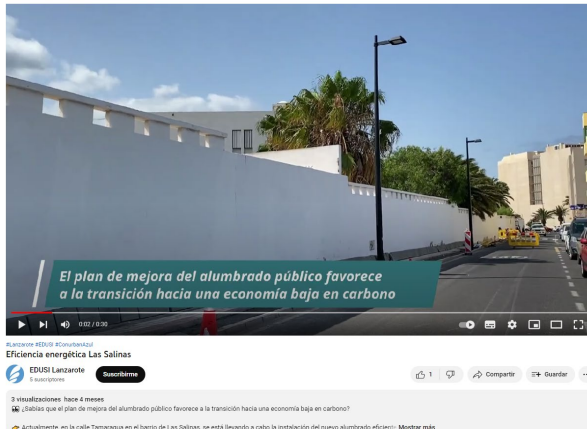 El plan de mejora del alumbrado público favorece
a la transición hacia una economía baja en carbono
0:02 / 0:30
#Lanzarote #EDUSI #ConurbanAzul
Eficiencia energética Las Salinas
EDUSI Lanzarote
5 suscriptores
Suscribirme
1
Compartir
Guardar
3 visualizaciones hace 4 meses
¿Sabías que el plan de mejora del alumbrado público favorece a la transición hacia una economía baja en carbono?
Actualmente, en la calle Tamaragua en el barrio de Las Salinas, se está llevando a cabo la instalación del nuevo alumbrado eficiente Mostrar más